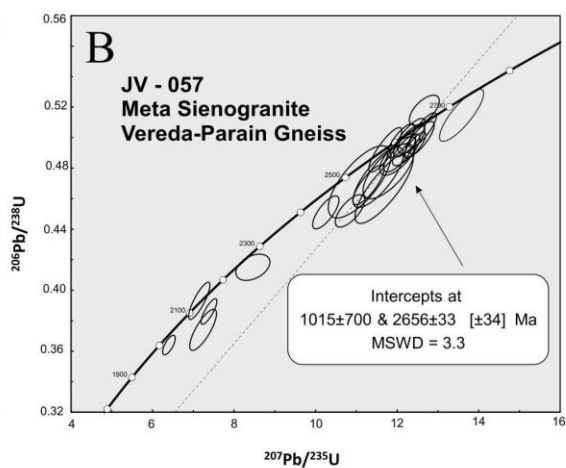 B
JV - 057
Meta Sienogranite
Vereda-Parain Gneiss
0.56
0.52
0.48
0.44
0.40
0.36
0.32
206Pb/238U
2700
2500
2300
2100
1900
Intercepts at
1015±700 & 2656±33 [±34] Ma
MSWD = 3.3
4 6 8 10 12 14 16
207Pb/235U